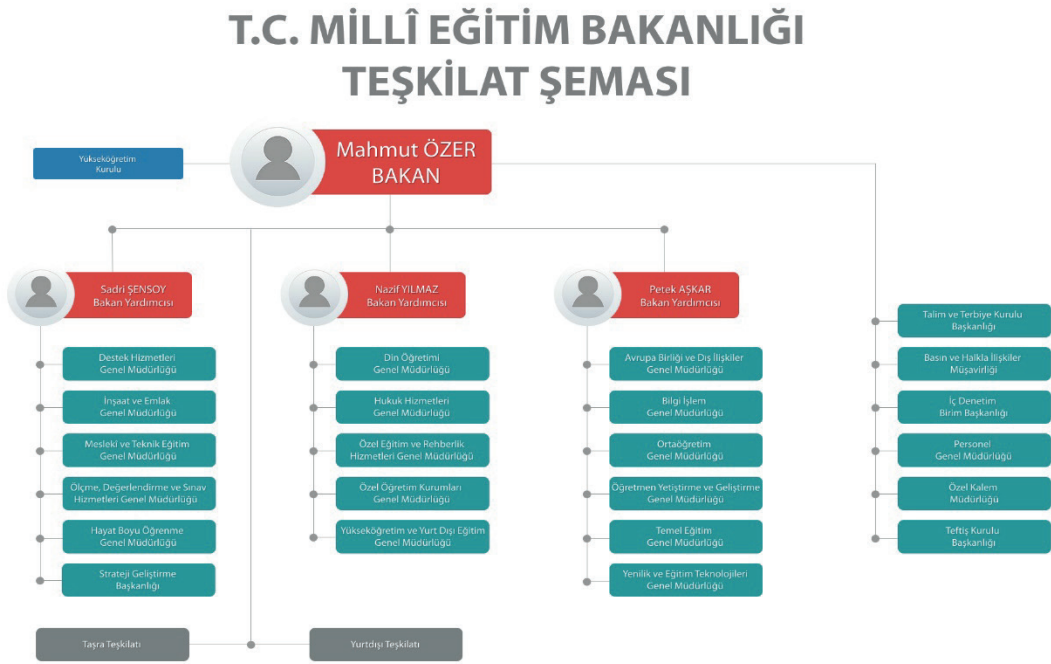 T.C. MİLLÎ EĞİTİM BAKANLIĞI
TEŞKİLAT ŞEMASI
Yükseköğretim
Kurulu
Mahmut ÖZER
BAKAN
Sadri ŞENSOY
Bakan Yardımcısı
Destek Hizmetleri
Genel Müdürlüğü
İnşaat ve Emlak
Genel Müdürlüğü
Mesleki ve Teknik Eğitim
Genel Müdürlüğü
Ölçme, Değerlendirme ve Sınav
Hizmetleri Genel Müdürlüğü
Hayat Boyu Öğrenme
Genel Müdürlüğü
Strateji Geliştirme
Başkanlığı
Nazif YILMAZ
Bakan Yardımcısı
Din Öğretimi
Genel Müdürlüğü
Hukuk Hizmetleri
Genel Müdürlüğü
Özel Eğitim ve Rehberlik
Hizmetleri Genel Müdürlüğü
Özel Öğretim Kurumları
Genel Müdürlüğü
Yükseköğretim ve Yurt Dışı Eğitim
Genel Müdürlüğü
Petek AŞKAR
Bakan Yardımcısı
Avrupa Birliği ve Dış İlişkiler
Genel Müdürlüğü
Bilgi İşlem
Genel Müdürlüğü
Ortaöğretim
Genel Müdürlüğü
Öğretmen Yetiştirme ve Geliştirme
Genel Müdürlüğü
Temel Eğitim
Genel Müdürlüğü
Yenilik ve Eğitim Teknolojileri
Genel Müdürlüğü
Talim ve Terbiye Kurulu
Başkanlığı
Basın ve Halkla İlişkiler
Müşavirliği
İç Denetim
Birim Başkanlığı
Personel
Genel Müdürlüğü
Özel Kalem
Müdürlüğü
Teftiş Kurulu
Başkanlığı
Taşra Teşkilatı
Yurtdışı Teşkilatı